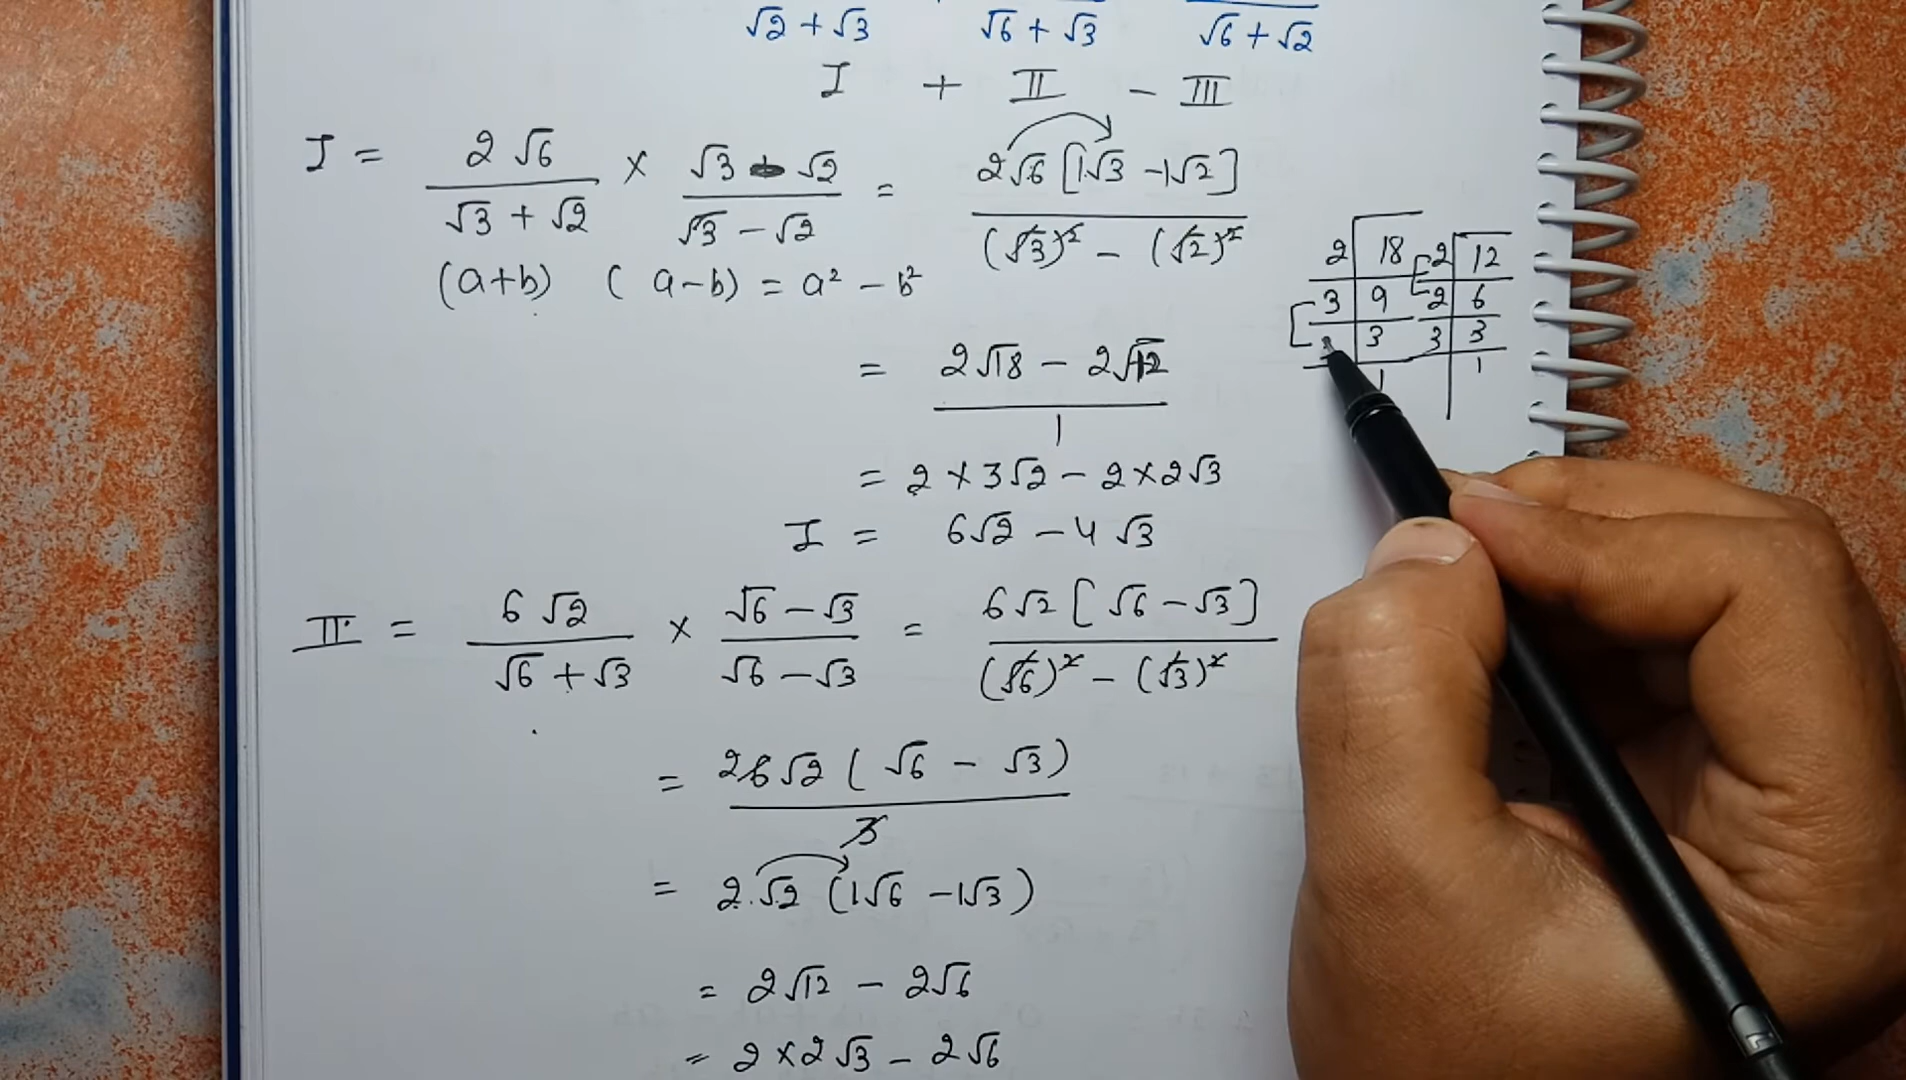 √2 + √3 √6 + √3 √6 + √2
I + II - III
I = 2√6 / √3 + √2 × √3 - √2 / √3 - √2 = 2√6 [1√3 - 1√2] / (√3)² - (√2)²
(a+b) (a-b) = a² - b²
2 | 18 2 | 12
3 | 9 2 | 6
3 3 | 3
1 1
= 2√18 - 2√12 / 1
= 2 × 3√2 - 2 × 2√3
I = 6√2 - 4√3
II = 6√2 / √6 + √3 × √6 - √3 / √6 - √3 = 6√2 [√6 - √3] / (√6)² - (√3)²
= 2 6√2 (√6 - √3) / 3
= 2.√2 (1√6 - 1√3)
= 2√12 - 2√6
= 2 × 2√3 - 2√6